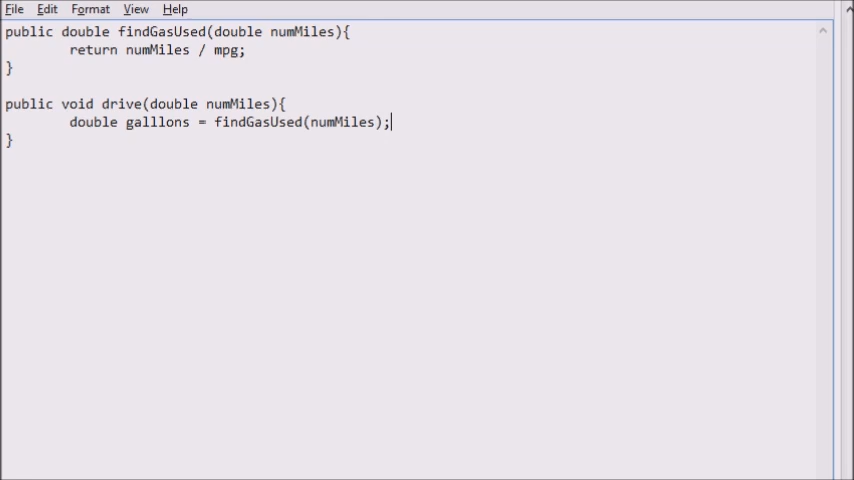 File Edit Format View Help
public double findGasUsed(double numMiles){
return numMiles / mpg;
}
public void drive(double numMiles){
double galllons = findGasUsed(numMiles);
}